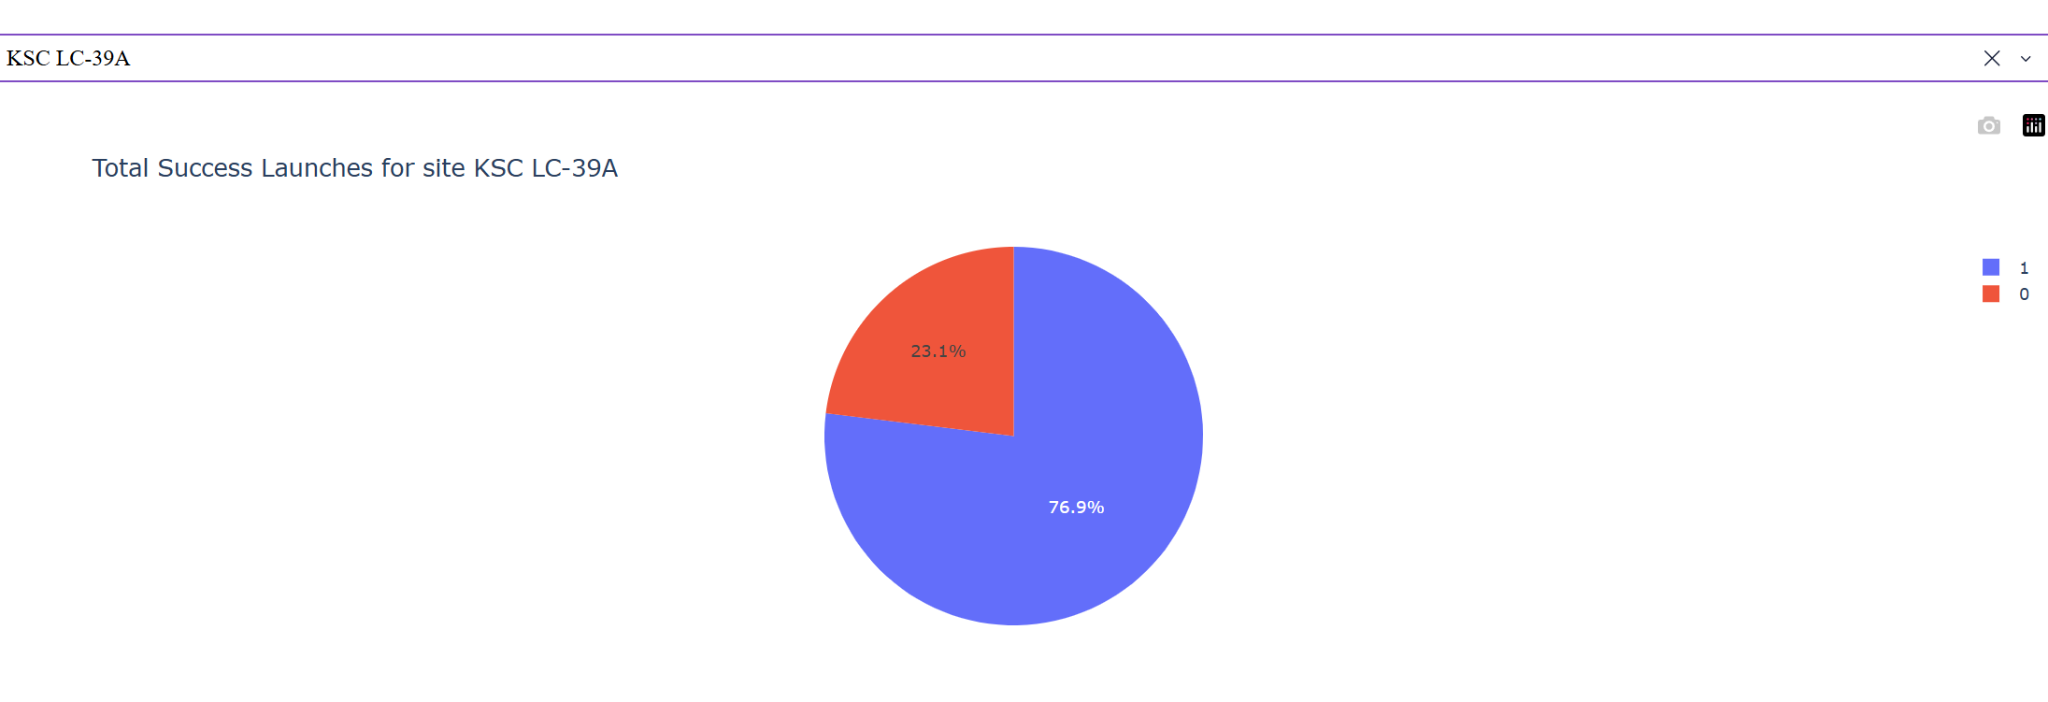 KSC LC-39A
Total Success Launches for site KSC LC-39A
1
0
23.1%
76.9%